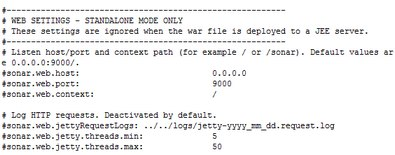 #-----------------------------------------------
# WEB SETTINGS - STANDALONE MODE ONLY
# These settings are ignored when the war file is deployed to a JEE server.
#-----------------------------------------------
# Listen host/port and context path (for example / or /sonar). Default values ar
e 0.0.0.0:9000/.
#sonar.web.host: 0.0.0.0
#sonar.web.port: 9000
#sonar.web.context: /
# Log HTTP requests. Deactivated by default.
#sonar.web.jettyRequestLogs: ../../logs/jetty-yyyy_mm_dd.request.log
#sonar.web.jetty.threads.min: 5
#sonar.web.jetty.threads.max: 50